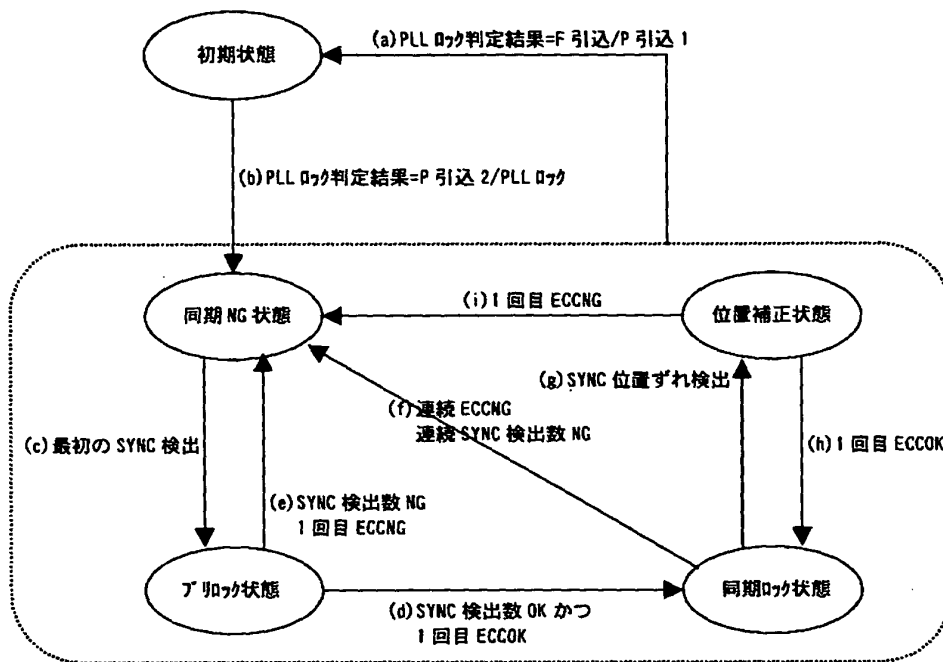 (a) PLL ロック判定結果=F 引込/P 引込 1
初期状態
(b) PLL ロック判定結果=P 引込 2/PLL ロック
同期 NG 状態
(i) 1 回目 ECCNG
位置補正状態
(g) SYNC 位置ずれ検出
(f) 連続 ECCNG
連続 SYNC 検出数 NG
(c) 最初の SYNC 検出
(h) 1 回目 ECCOK
(e) SYNC 検出数 NG
1 回目 ECCNG
プリロック状態
同期ロック状態
(d) SYNC 検出数 OK かつ
1 回目 ECCOK